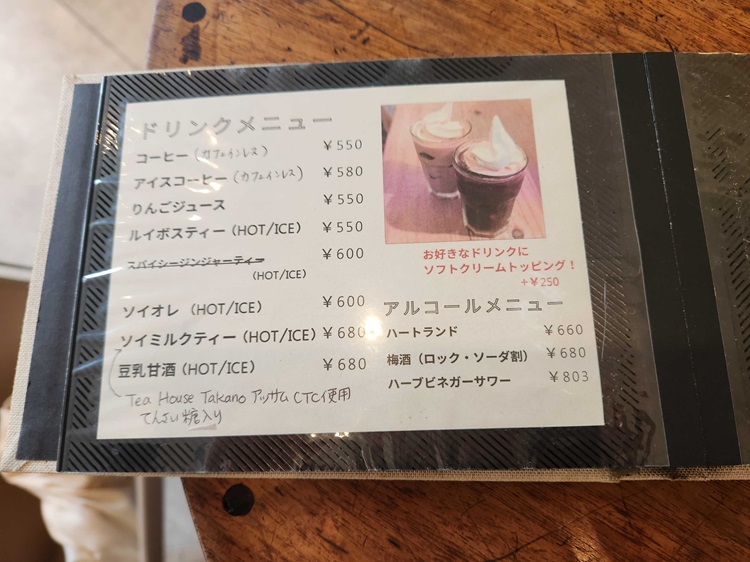 ドリンクメニュー
コーヒー（カフェインレス） ￥550
アイスコーヒー（カフェインレス） ￥580
りんごジュース ￥550
ルイボスティー（HOT/ICE） ￥550
スパイシージンジャーティー ￥600
(HOT/ICE)
ソイオレ（HOT/ICE） ￥600
ソイミルクティー（HOT/ICE） ￥680
豆乳甘酒（HOT/ICE） ￥680
Tea House Takano アッサムCTC使用
てんさい糖入り
お好きなドリンクに
ソフトクリームトッピング！
+￥250
アルコールメニュー
ハートランド ￥660
梅酒（ロック・ソーダ割） ￥680
ハーブビネガーサワー ￥803